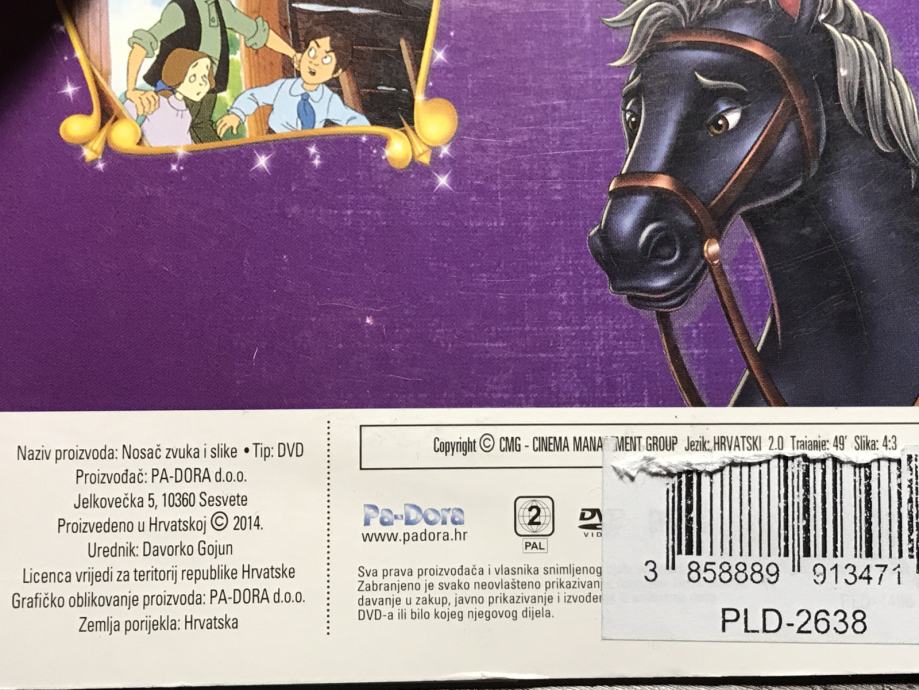 Naziv proizvoda: Nosač zvuka i slike • Tip: DVD
Proizvođač: PA-DORA d.o.o.
Jelkovečka 5, 10360 Sesvete
Proizvedeno u Hrvatskoj © 2014.
Urednik: Davorko Gojun
Licenca vrijedi za teritorij republike Hrvatske
Grafičko oblikovanje proizvoda: PA-DORA d.o.o.
Zemlja porijekla: Hrvatska
Copyright © CMG - CINEMA MANAGEMENT GROUP Jezik: HRVATSKI 2.0 Trajanje: 49' Slika: 4:3
Pa-Dora
www.padora.hr
2
PAL
Sva prava proizvođača i vlasnika snimljenog
Zabranjeno je svako neovlašteno prikazivan
davanje u zakup, javno prikazivanje i izvođen
DVD-a ili bilo kojeg njegovog dijela.
3 858889 913471
PLD-2638